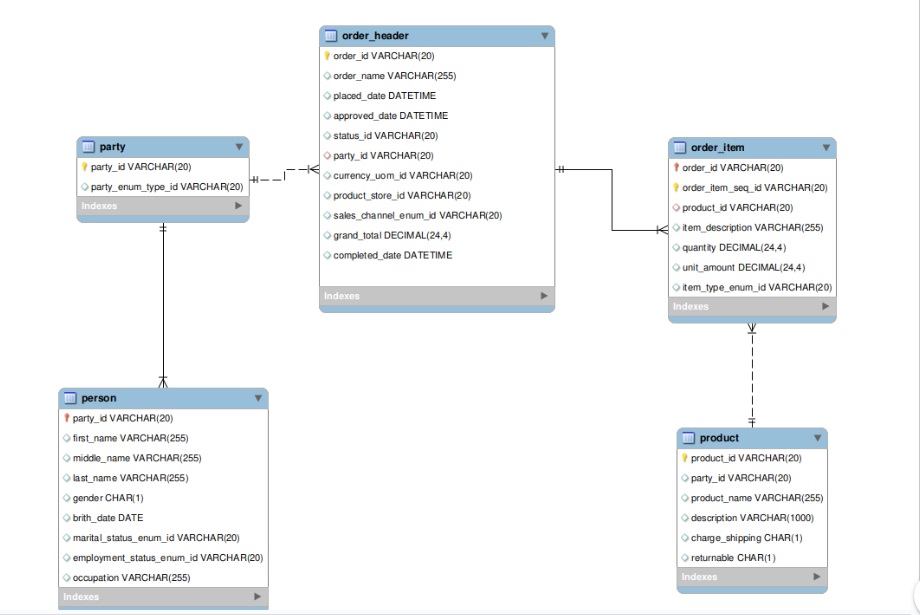 order_header
order_id VARCHAR(20)
order_name VARCHAR(255)
placed_date DATETIME
approved_date DATETIME
status_id VARCHAR(20)
party_id VARCHAR(20)
currency_uom_id VARCHAR(20)
product_store_id VARCHAR(20)
sales_channel_enum_id VARCHAR(20)
grand_total DECIMAL(24,4)
completed_date DATETIME
Indexes
party
party_id VARCHAR(20)
party_enum_type_id VARCHAR(20)
Indexes
order_item
order_id VARCHAR(20)
order_item_seq_id VARCHAR(20)
product_id VARCHAR(20)
item_description VARCHAR(255)
quantity DECIMAL(24,4)
unit_amount DECIMAL(24,4)
item_type_enum_id VARCHAR(20)
Indexes
person
party_id VARCHAR(20)
first_name VARCHAR(255)
middle_name VARCHAR(255)
last_name VARCHAR(255)
gender CHAR(1)
brith_date DATE
marital_status_enum_id VARCHAR(20)
employment_status_enum_id VARCHAR(20)
occupation VARCHAR(255)
Indexes
product
product_id VARCHAR(20)
party_id VARCHAR(20)
product_name VARCHAR(255)
description VARCHAR(1000)
charge_shipping CHAR(1)
returnable CHAR(1)
Indexes